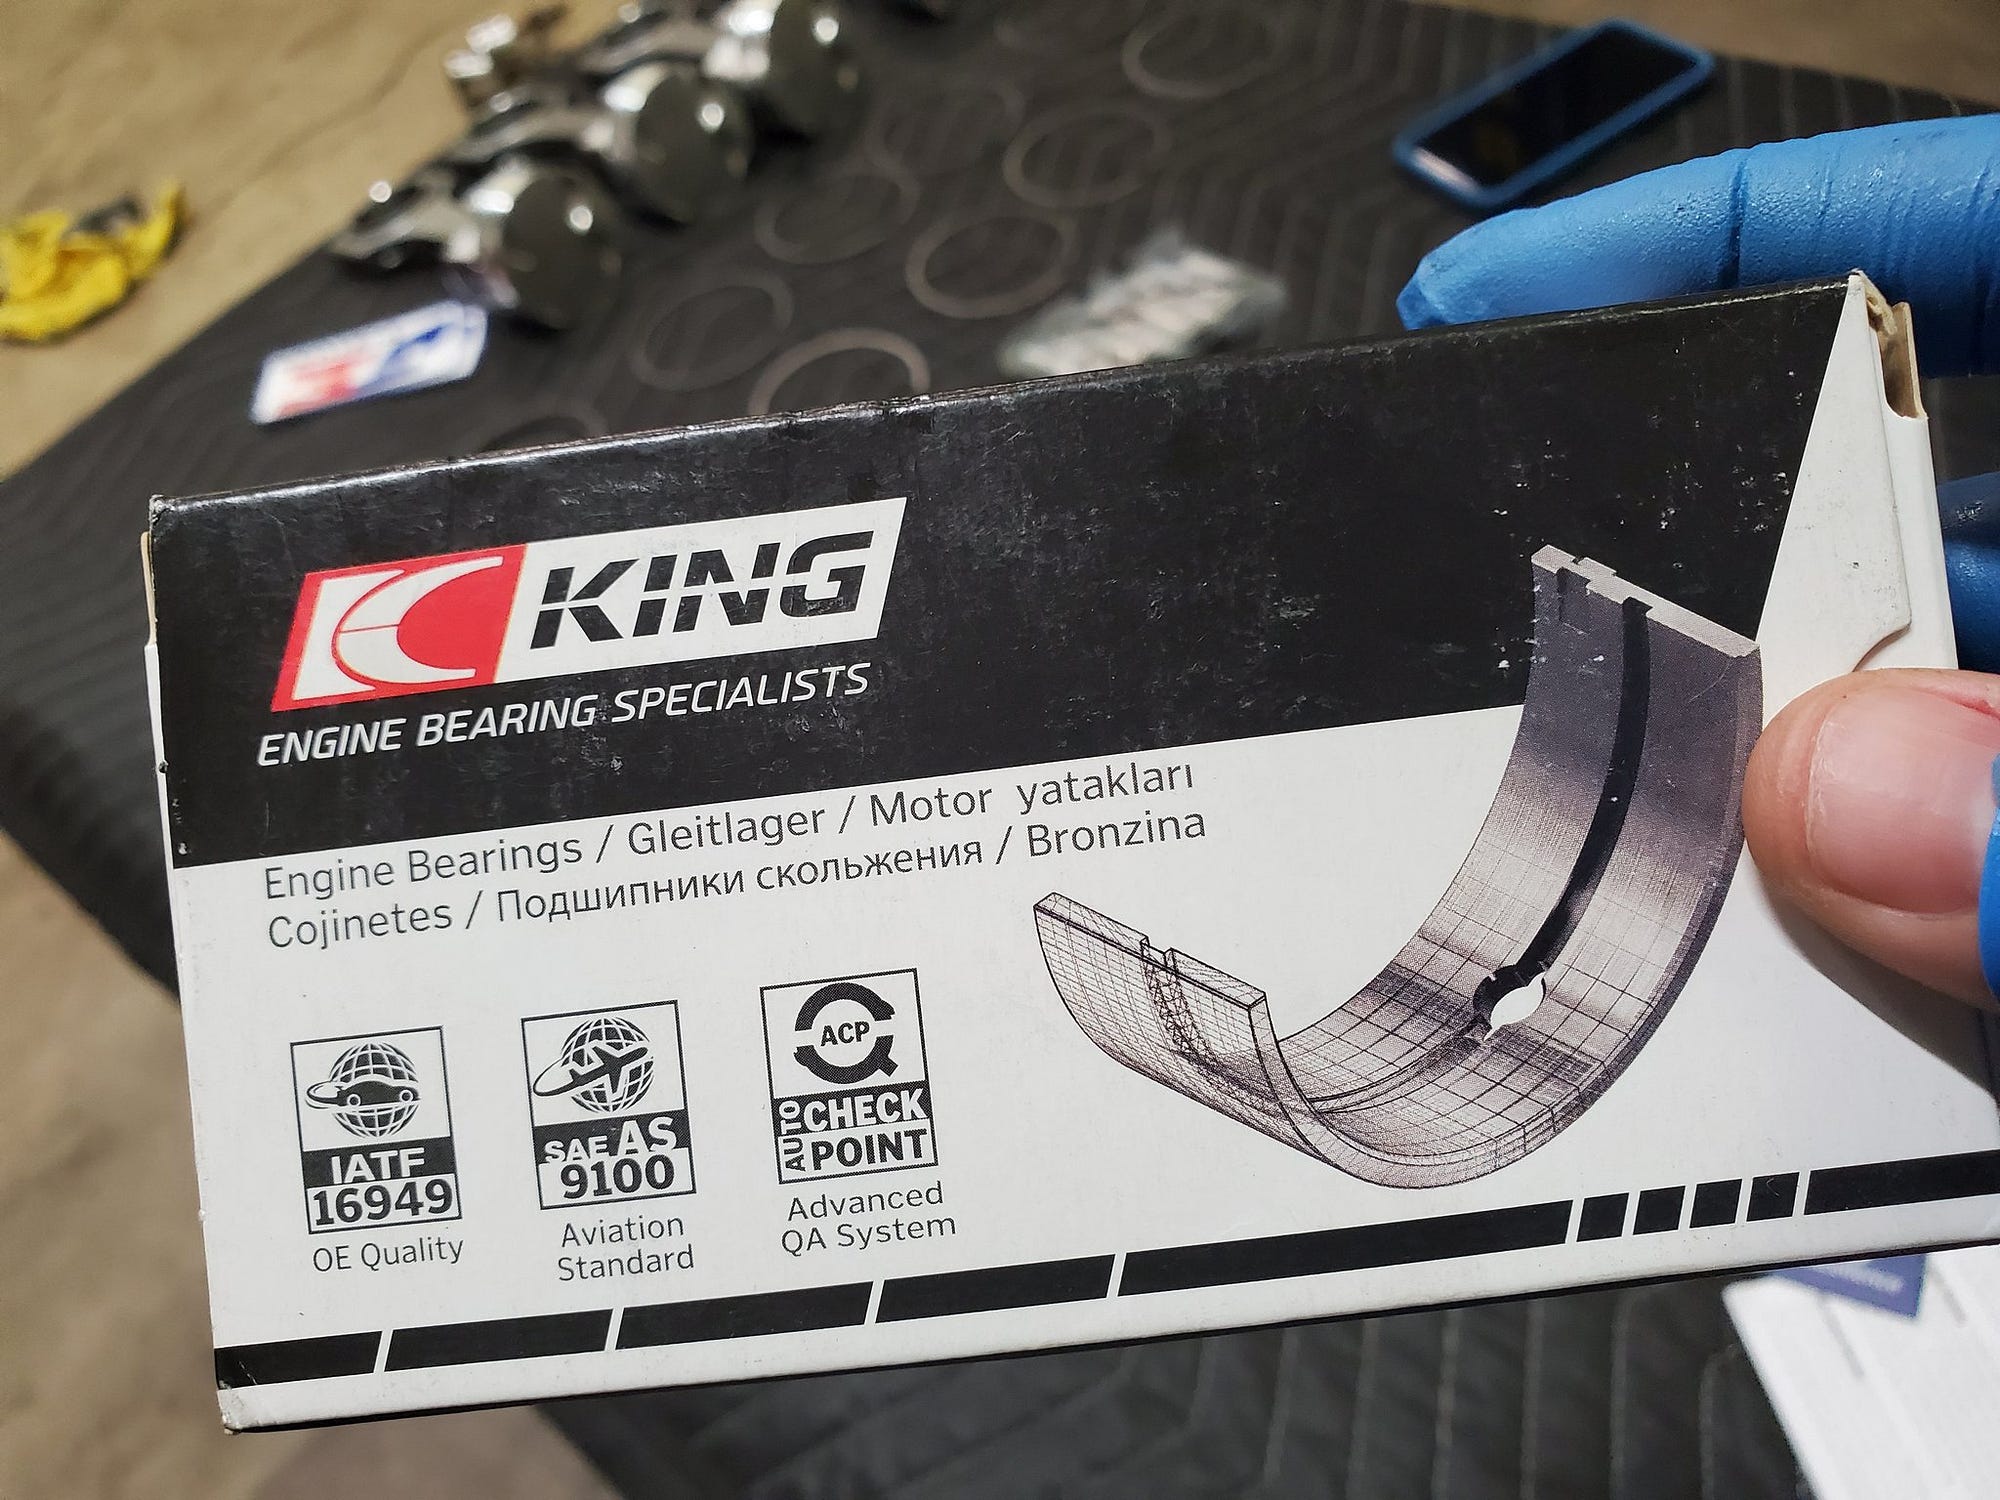 KING
ENGINE BEARING SPECIALISTS
Engine Bearings / Gleitlager / Motor yatakları
Cojinetes / Подшипники скольжения / Bronzina
IATF
16949
OE Quality
SAE AS
9100
Aviation
Standard
ACP
AUTO CHECK
POINT
Advanced
QA System